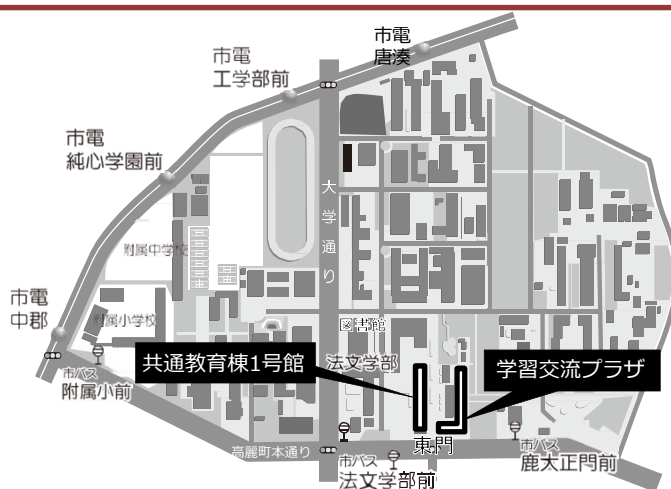 市電
唐湊
市電
工学部前
市電
純心学園前
大学通り
附属中学校
市電
中郡
附属小学校
図書館
市バス
附属小前
共通教育棟1号館
法文学部
学習交流プラザ
高麗町本通り
東門
市バス
法文学部前
市バス
鹿大正門前